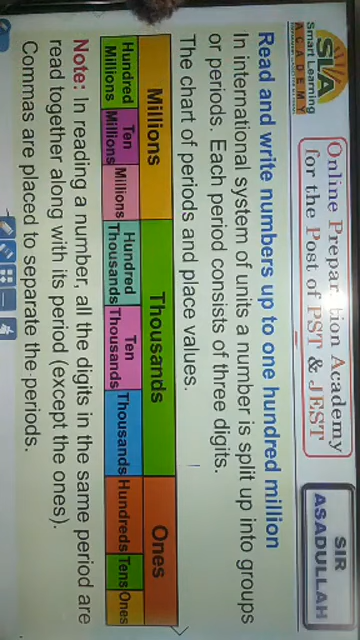 SLA
Smart Learning
ACADEMY
Online Preparation Academy
for the Post of PST & JEST
SIR
ASADULLAH
Read and write numbers up to one hundred million
In international system of units a number is split up into groups
or periods. Each period consists of three digits.
The chart of periods and place values.
Millions Thousands Ones
Hundred Millions Ten Millions Millions Hundred Thousands Ten Thousands Thousands Hundreds Tens Ones
Note: In reading a number, all the digits in the same period are
read together along with its period (except the ones).
Commas are placed to separate the periods.